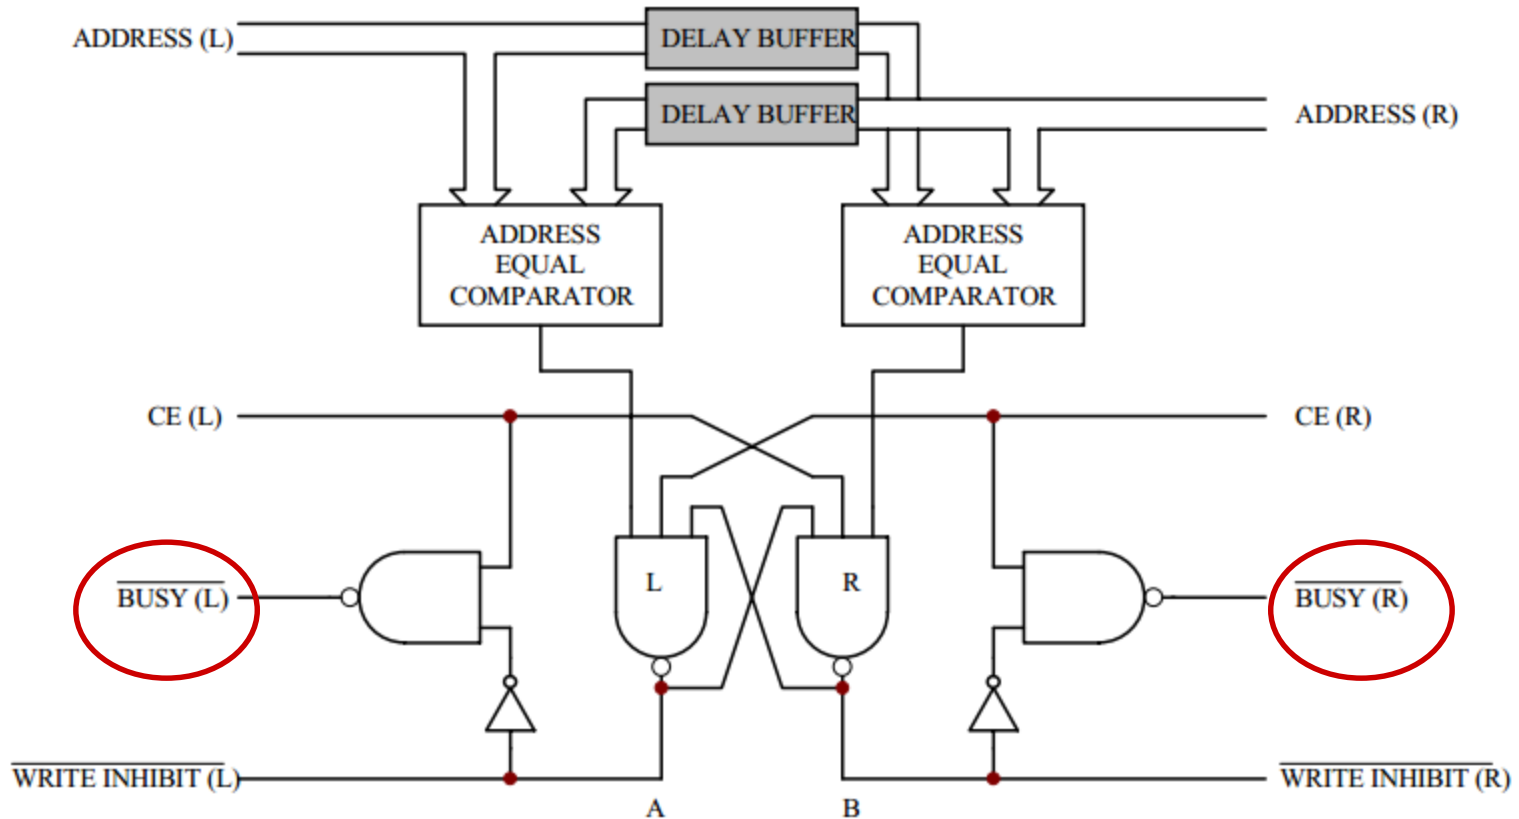 ADDRESS (L)
DELAY BUFFER
DELAY BUFFER
ADDRESS (R)
ADDRESS
EQUAL
COMPARATOR
ADDRESS
EQUAL
COMPARATOR
CE (L)
CE (R)
BUSY (L)
L
R
BUSY (R)
WRITE INHIBIT (L)
A
B
WRITE INHIBIT (R)